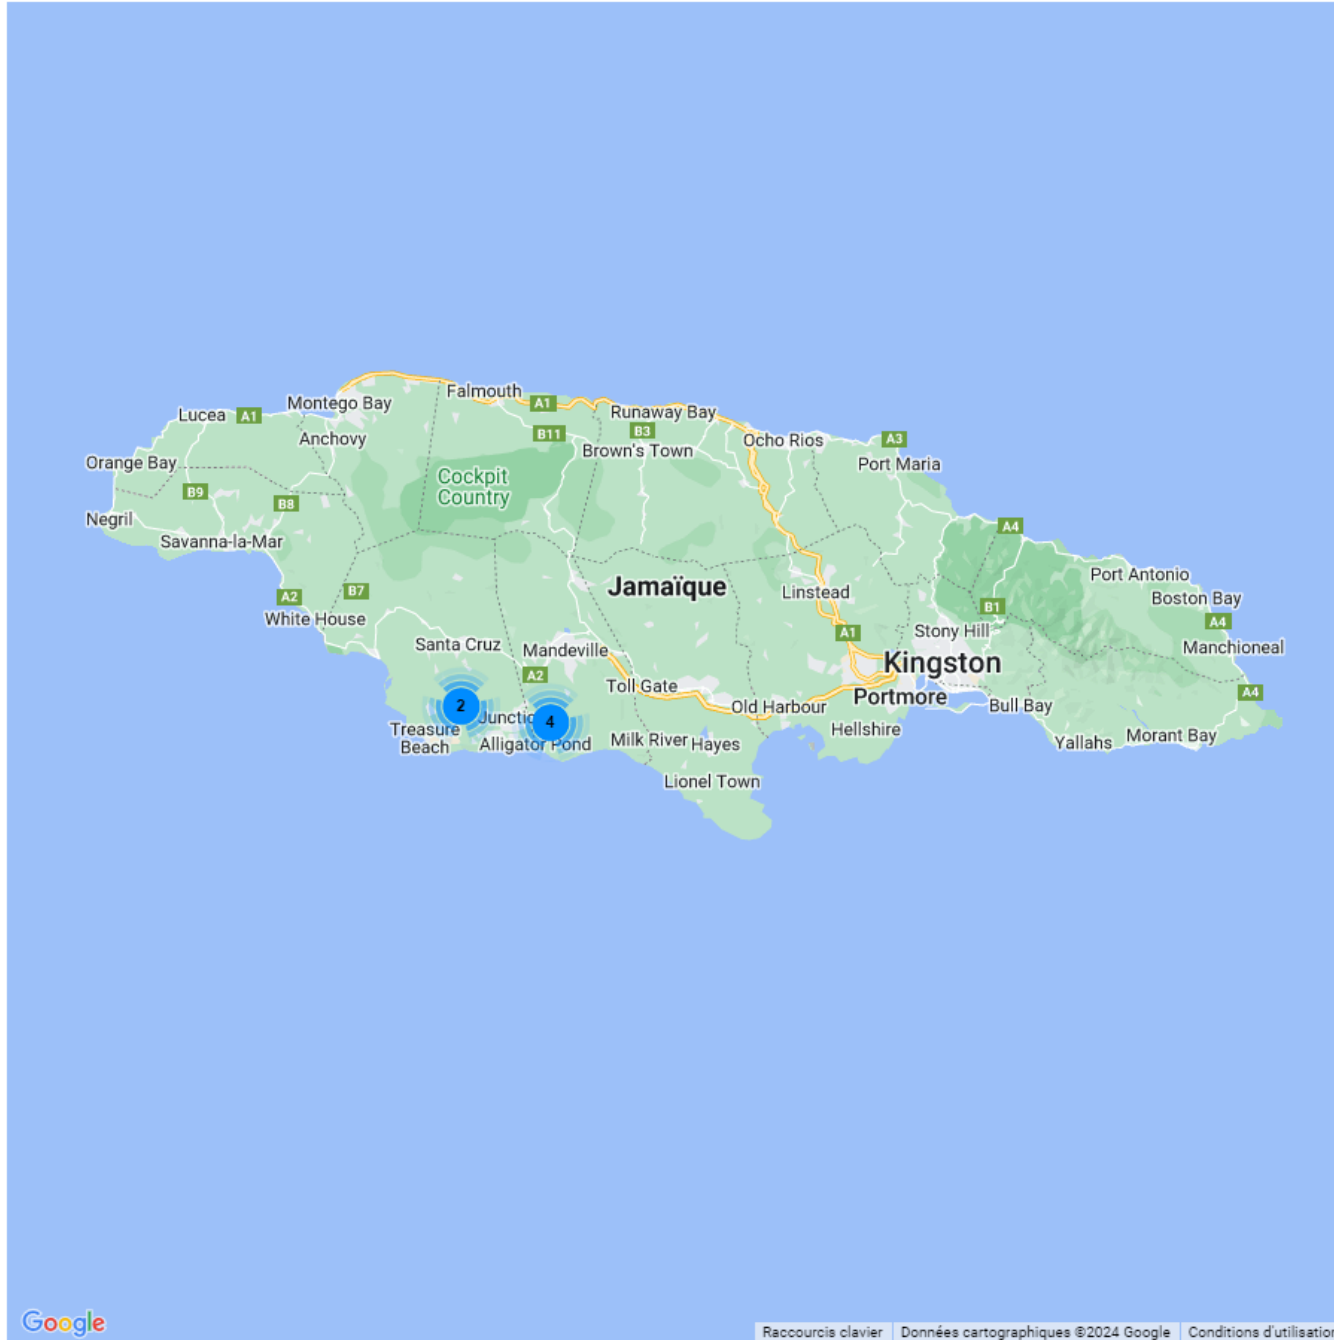 Falmouth
Montego Bay
A1
Lucea
A1
Runaway Bay
Anchovy
B11
B3
Ocho Rios
A3
Brown's Town
Orange Bay
Port Maria
Cockpit
Country
B9
B8
Negril
A4
Savanna-la-Mar
Port Antonio
Jamaïque
A2
B7
Linstead
Boston Bay
B1
White House
A4
A1
Stony Hill
Santa Cruz
Mandeville
Manchioneal
Kingston
A2
Toll Gate
A4
Portmore
2
Old Harbour
Bull Bay
Junctio
4
Treasure
Beach
Hellshire
Alligator Pond
Milk River
Hayes
Yallahs
Morant Bay
Lionel Town
Google
Raccourcis clavier
Données cartographiques ©2024 Google
Conditions d'utilisation